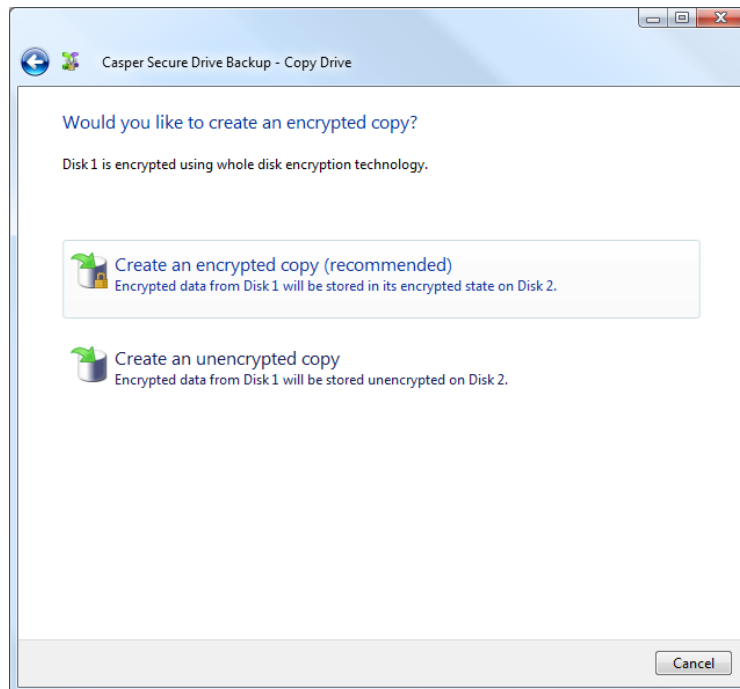 Casper Secure Drive Backup - Copy Drive
Would you like to create an encrypted copy?
Disk 1 is encrypted using whole disk encryption technology.
Create an encrypted copy (recommended)
Encrypted data from Disk 1 will be stored in its encrypted state on Disk 2.
Create an unencrypted copy
Encrypted data from Disk 1 will be stored unencrypted on Disk 2.
Cancel